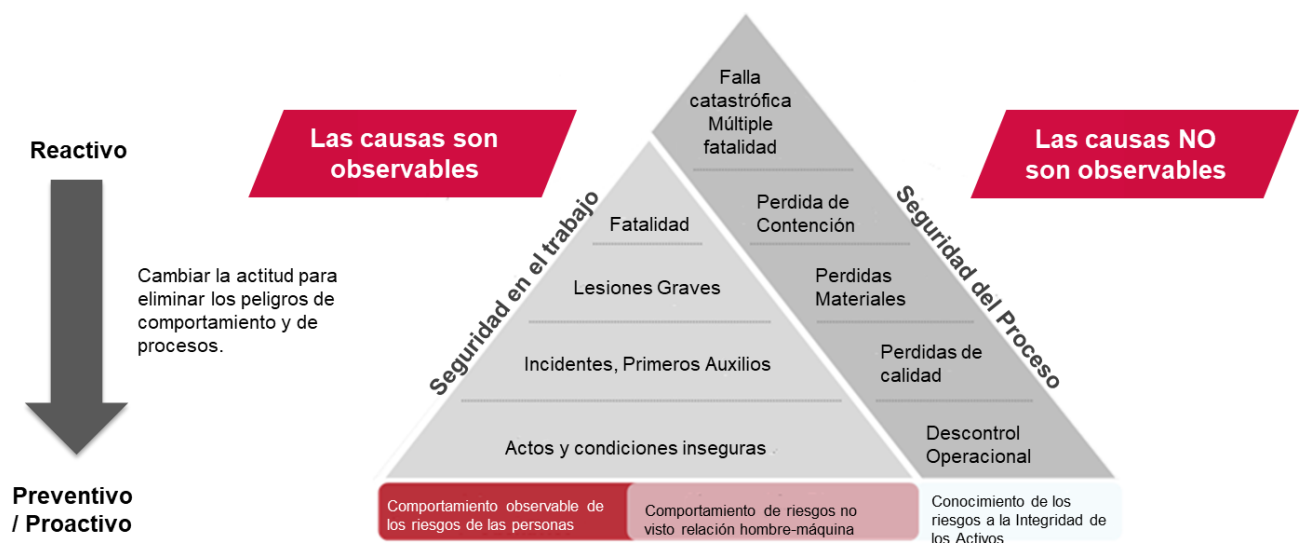 Reactivo
Cambiar la actitud para
eliminar los peligros de
comportamiento y de
procesos.
Preventivo
/ Proactivo
Las causas son
observables
Seguridad en el trabajo
Fatalidad
Lesiones Graves
Incidentes, Primeros Auxilios
Actos y condiciones inseguras
Falla
catastrófica
Múltiple
fatalidad
Perdida de
Contención
Perdidas
Materiales
Perdidas de
calidad
Descontrol
Operacional
Seguridad del Proceso
Las causas NO
son observables
Comportamiento observable de
los riesgos de las personas
Comportamiento de riesgos no
visto relación hombre-máquina
Conocimiento de los
riesgos a la Integridad de
los Activos